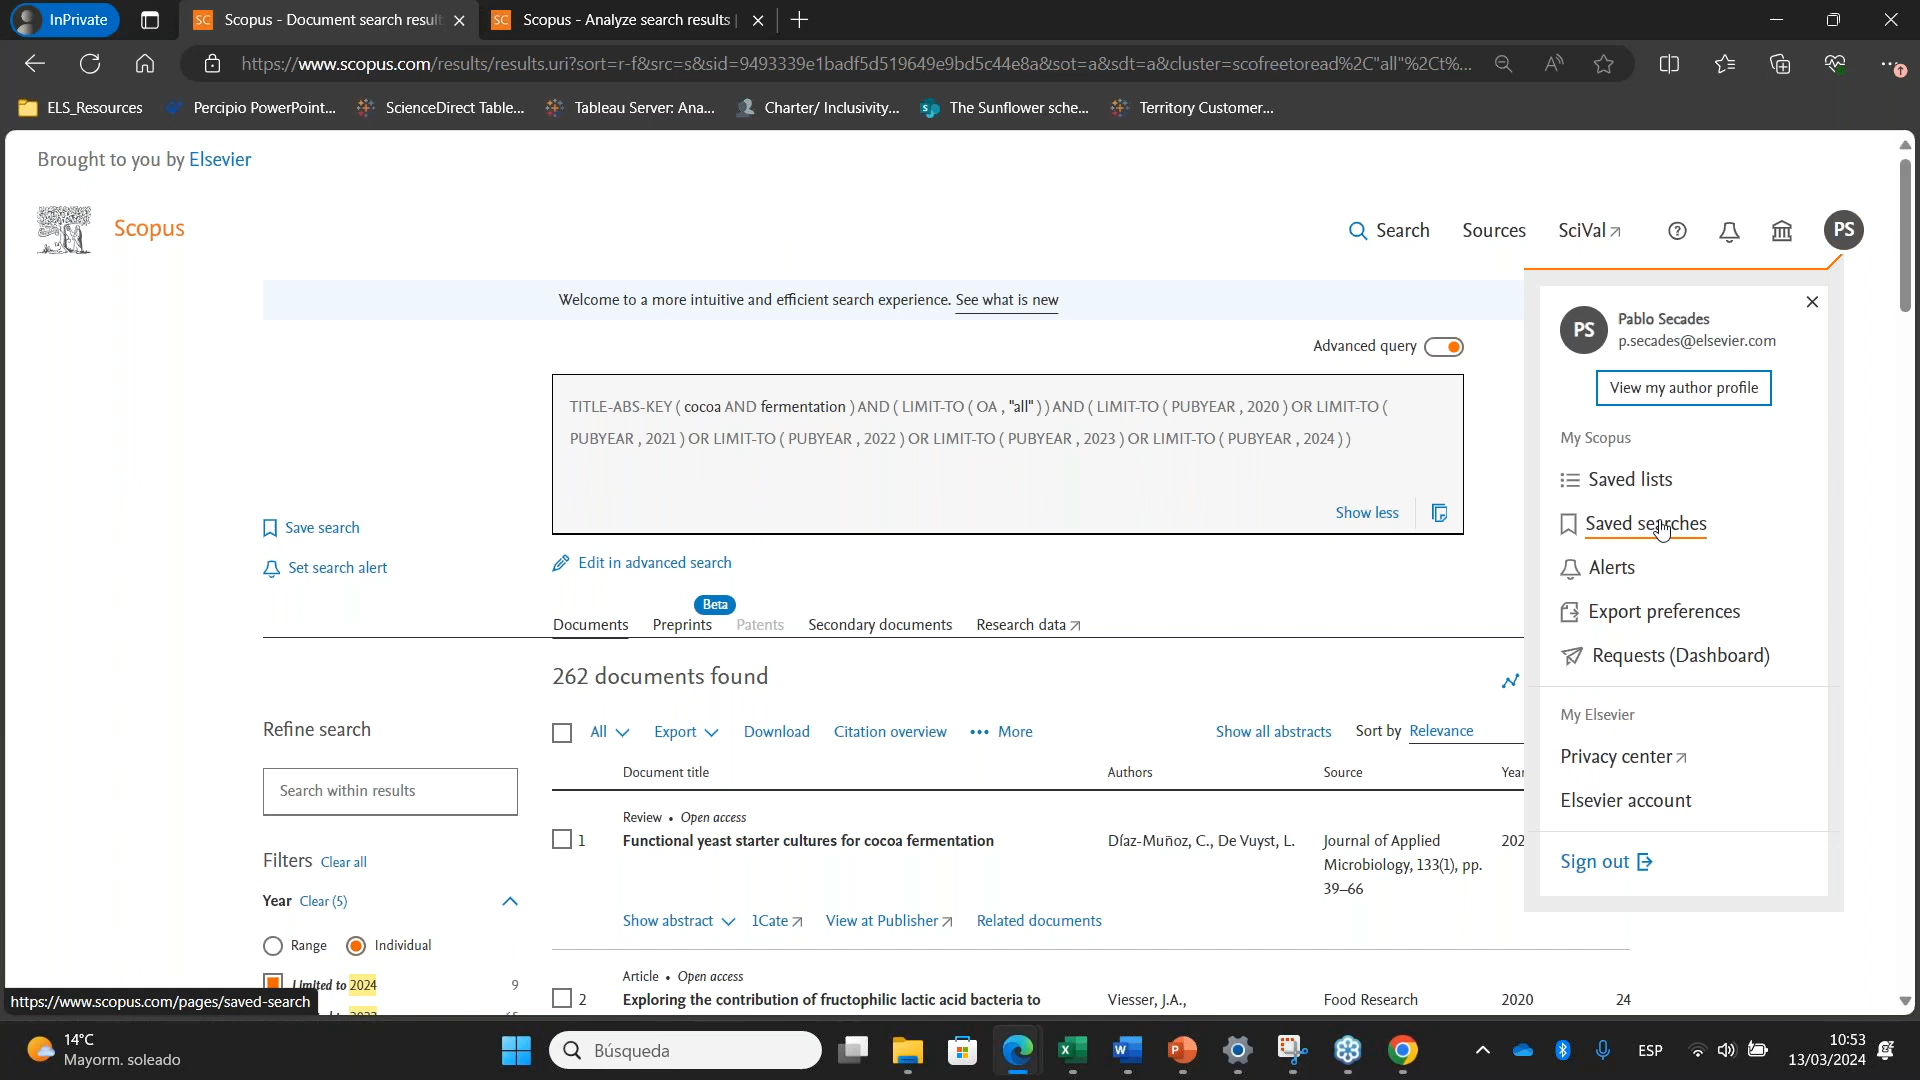 InPrivate
Scopus - Document search resul
Scopus - Analyze search results
https://www.scopus.com/results/results.uri?sort=r-f&src=s&sid=9493339e1badf5d519649e9bd5c44e8a&sot=a&sdt=a&cluster=scofreetoread%2C"all"%2Ct%...
ELS_Resources
Percipio PowerPoint...
ScienceDirect Table...
Tableau Server: Ana...
Charter/ Inclusivity...
The Sunflower sche...
Territory Customer...
Brought to you by Elsevier
Scopus
Search
Sources
SciVal
PS
Welcome to a more intuitive and efficient search experience. See what is new
PS
Pablo Secades
p.secades@elsevier.com
View my author profile
My Scopus
Saved lists
Saved searches
Alerts
Export preferences
Requests (Dashboard)
My Elsevier
Privacy center
Elsevier account
Sign out
Advanced query
TITLE-ABS-KEY ( cocoa AND fermentation ) AND ( LIMIT-TO ( OA , "all" ) ) AND ( LIMIT-TO ( PUBYEAR , 2020 ) OR LIMIT-TO (
PUBYEAR , 2021 ) OR LIMIT-TO ( PUBYEAR , 2022 ) OR LIMIT-TO ( PUBYEAR , 2023 ) OR LIMIT-TO ( PUBYEAR , 2024 ) )
Show less
Save search
Set search alert
Edit in advanced search
Beta
Documents
Preprints
Patents
Secondary documents
Research data
262 documents found
Refine search
Search within results
Filters Clear all
Year Clear (5)
Range
Individual
Limited to 2024
9
All
Export
Download
Citation overview
More
Show all abstracts
Sort by Relevance
Document title
Authors
Source
Year
Review • Open access
1
Functional yeast starter cultures for cocoa fermentation
Díaz-Muñoz, C., De Vuyst, L.
Journal of Applied
Microbiology, 133(1), pp.
39–66
202
Show abstract
1Cate
View at Publisher
Related documents
Article • Open access
2
Exploring the contribution of fructophilic lactic acid bacteria to
Viesser, J.A.,
Food Research
2020
24
https://www.scopus.com/pages/saved-search
14°C
Mayorm. soleado
Búsqueda
ESP
10:53
13/03/2024